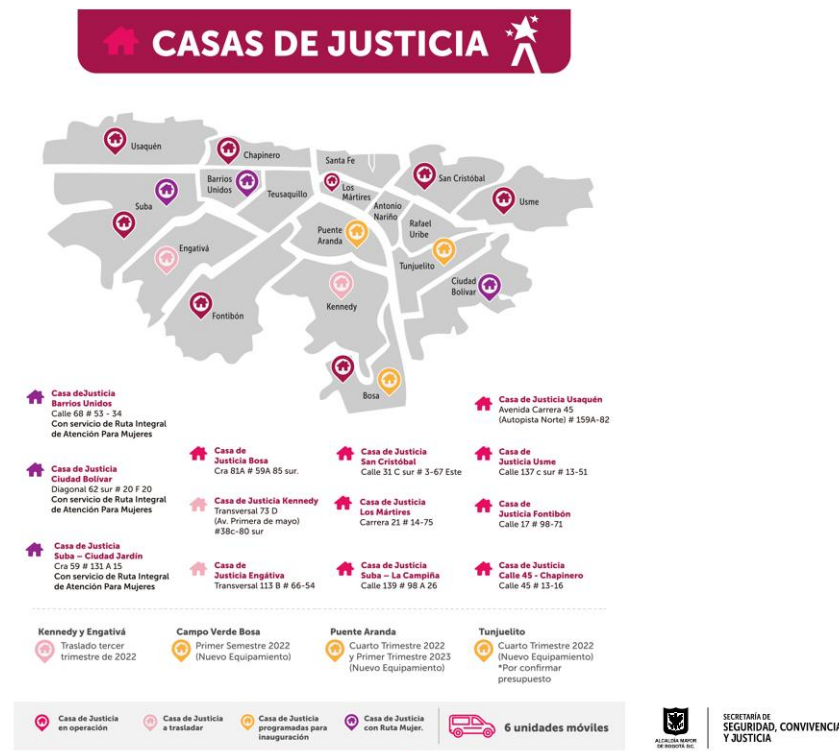 CASAS DE JUSTICIA
Usaquén
Chapinero
Santa Fe
San Cristóbal
Barrios
Unidos
Teusaquillo
Los
Mártires
Antonio
Nariño
Usme
Suba
Puente
Aranda
Rafael
Uribe
Engativá
Tunjuelito
Ciudad
Bolívar
Fontibón
Kennedy
Bosa
Casa deJusticia
Barrios Unidos
Calle 68 # 53 - 34
Con servicio de Ruta Integral
de Atención Para Mujeres
Casa de Justicia
Ciudad Bolívar
Diagonal 62 sur # 20 F 20
Con servicio de Ruta Integral
de Atención Para Mujeres
Casa de Justicia
Suba – Ciudad Jardín
Cra 59 # 131 A 15
Con servicio de Ruta Integral
de Atención Para Mujeres
Casa de
Justicia Bosa
Cra 81A # 59A 85 sur.
Casa de Justicia Kennedy
Transversal 73 D
(Av. Primera de mayo)
#38c-80 sur
Casa de
Justicia Engátiva
Transversal 113 B # 66-54
Casa de Justicia
San Cristóbal
Calle 31 C sur # 3-67 Este
Casa de Justicia
Los Mártires
Carrera 21 # 14-75
Casa de Justicia
Suba – La Campiña
Calle 139 # 98 A 26
Casa de Justicia Usaquén
Avenida Carrera 45
(Autopista Norte) # 159A-82
Casa de
Justicia Usme
Calle 137 c sur # 13-51
Casa de
Justicia Fontibón
Calle 17 # 98-71
Casa de Justicia
Calle 45 - Chapinero
Calle 45 # 13-16
Kennedy y Engativá
Traslado tercer
trimestre de 2022
Campo Verde Bosa
Primer Semestre 2022
(Nuevo Equipamiento)
Puente Aranda
Cuarto Trimestre 2022
y Primer Trimestre 2023
(Nuevo Equipamiento)
Tunjuelito
Cuarto Trimestre 2022
(Nuevo Equipamiento)
*Por confirmar
presupuesto
Casa de Justicia
en operación
Casa de Justicia
a trasladar
Casa de Justicia
programadas para
inauguración
Casa de Justicia
con Ruta Mujer.
6 unidades móviles
ALCALDÍA MAYOR
DE BOGOTÁ D.C.
SECRETARÍA DE
SEGURIDAD, CONVIVENCIA
Y JUSTICIA